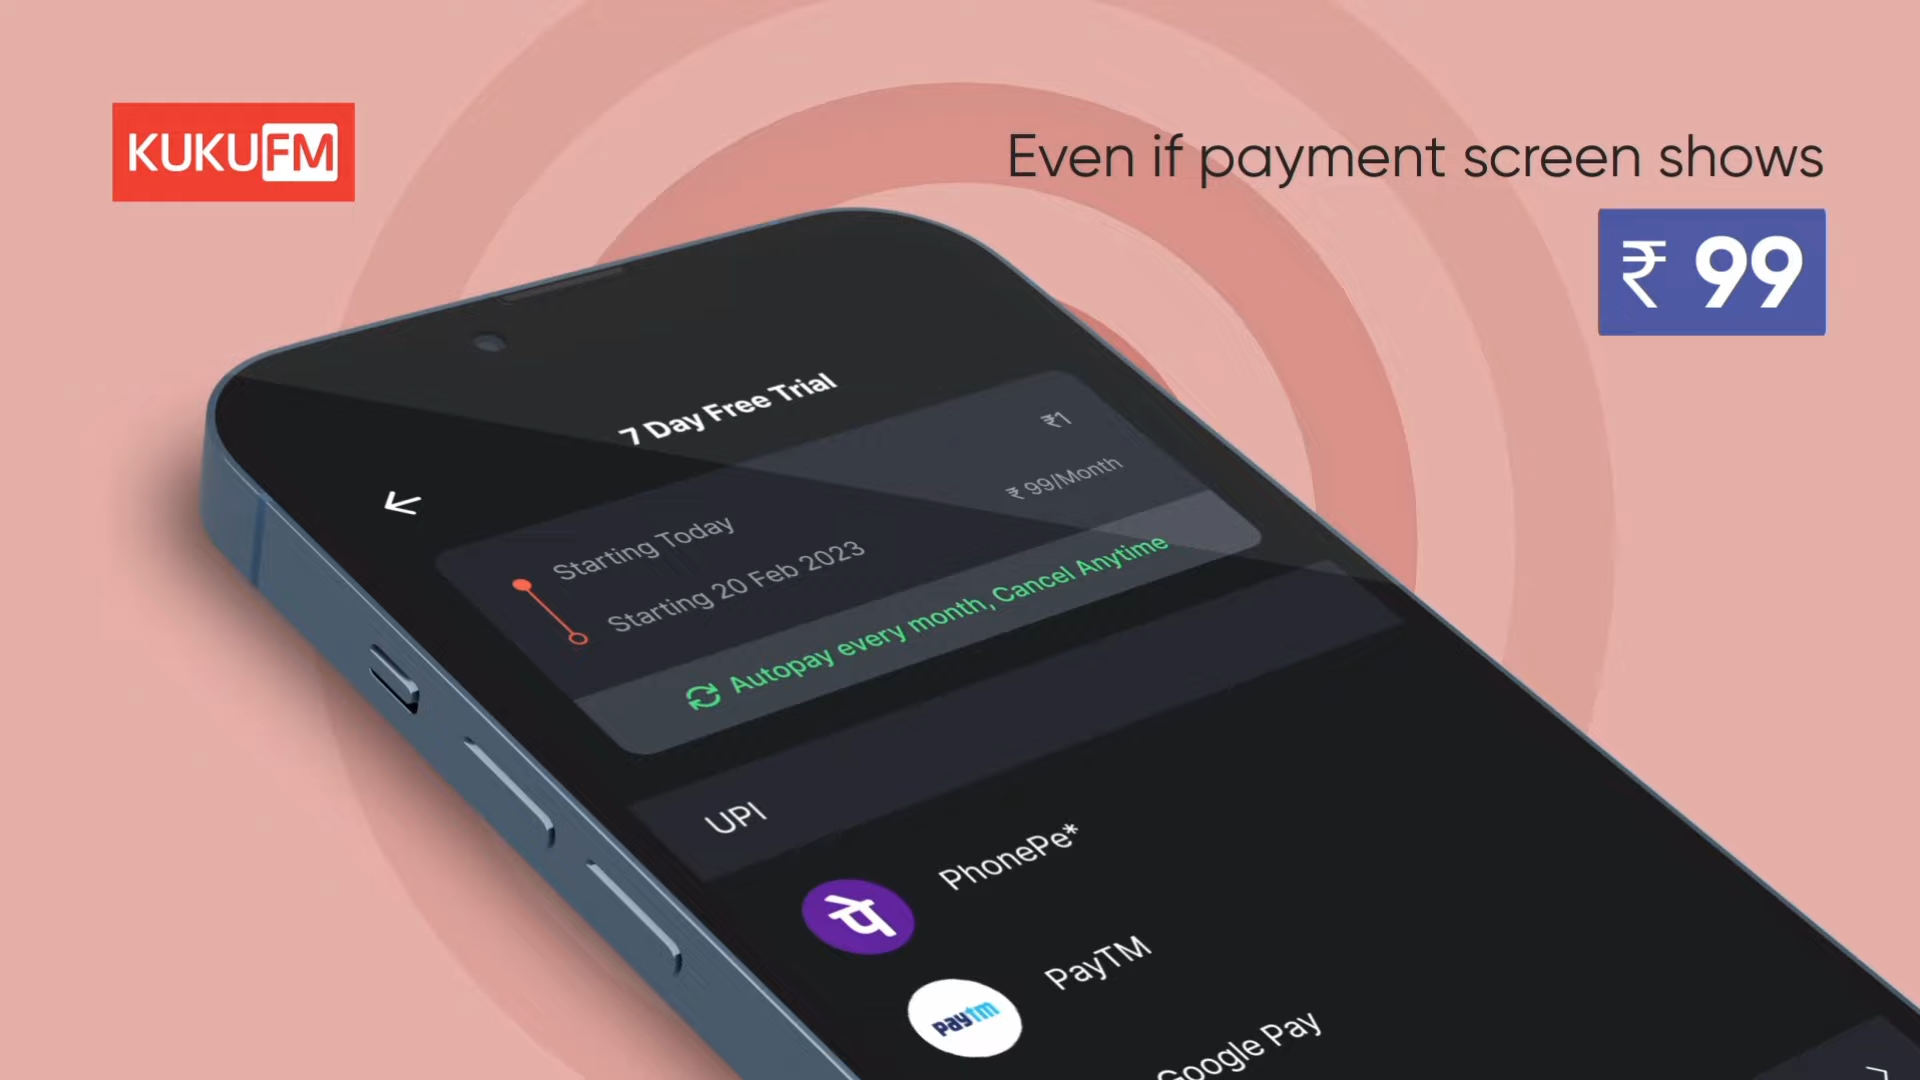 KUKUFM
Even if payment screen shows
₹ 99
7 Day Free Trial
Starting Today ₹1
Starting 20 Feb 2023 ₹ 99/Month
Autopay every month, Cancel Anytime
UPI
पे PhonePe*
paytm PayTM
Google Pay